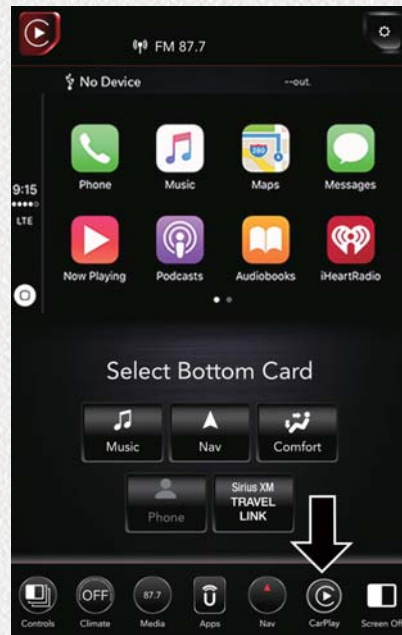 FM 87.7
No Device --out.
9:15
LTE
Phone Music Maps Messages
Now Playing Podcasts Audiobooks iHeartRadio
280
Select Bottom Card
Music Nav Comfort
Phone
Sirius XM
TRAVEL
LINK
OFF 87.7
Controls Climate Media Apps Nav CarPlay Screen Off